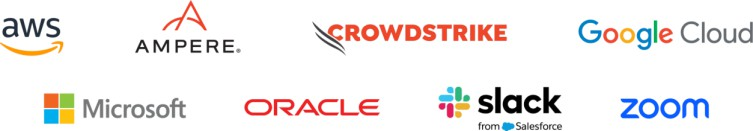 aws
AMPERE®
CROWDSTRIKE
Google Cloud
Microsoft
ORACLE
slack
from Salesforce
zoom